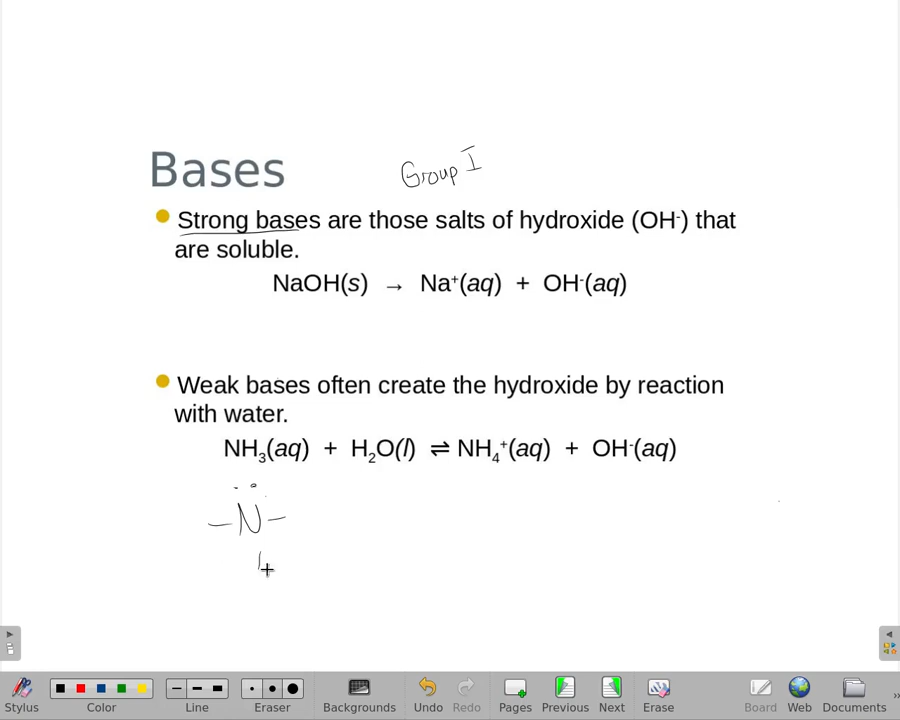 Bases
Group I
Strong bases are those salts of hydroxide (OH⁻) that
are soluble.
NaOH(s) → Na⁺(aq) + OH⁻(aq)
Weak bases often create the hydroxide by reaction
with water.
NH₃(aq) + H₂O(l) ⇌ NH₄⁺(aq) + OH⁻(aq)
–N–
Stylus Color Line Eraser Backgrounds Undo Redo Pages Previous Next Erase Board Web Documents